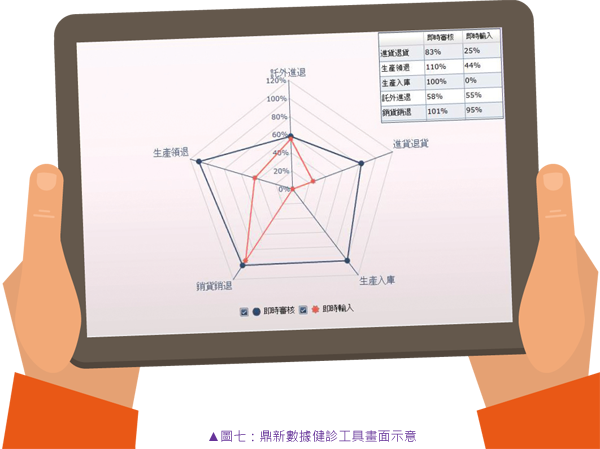 即時審核 即時輸入
進貨退貨 83% 25%
生產領退 110% 44%
生產入庫 100% 0%
託外進退 58% 55%
銷貨銷退 101% 95%
託外進退
120%
100%
80%
60%
40%
20%
0%
進貨退貨
生產領退
銷貨銷退
生產入庫
即時審核 即時輸入
▲圖七：鼎新數據健診工具畫面示意